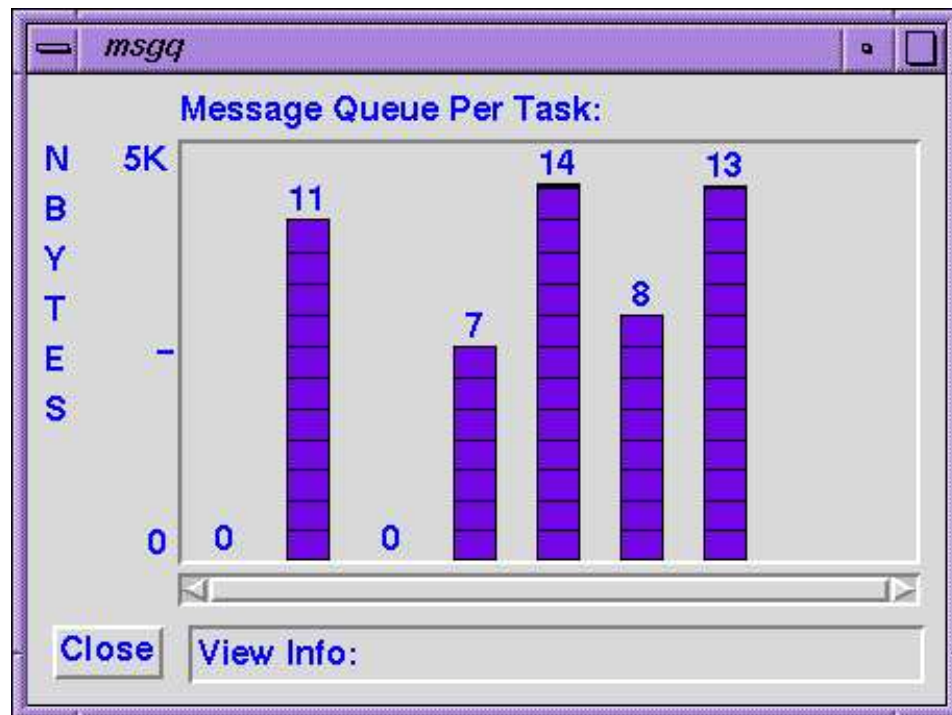 msgq
Message Queue Per Task:
N
B
Y
T
E
S
5K
–
0
0
11
0
7
14
8
13
Close
View Info: